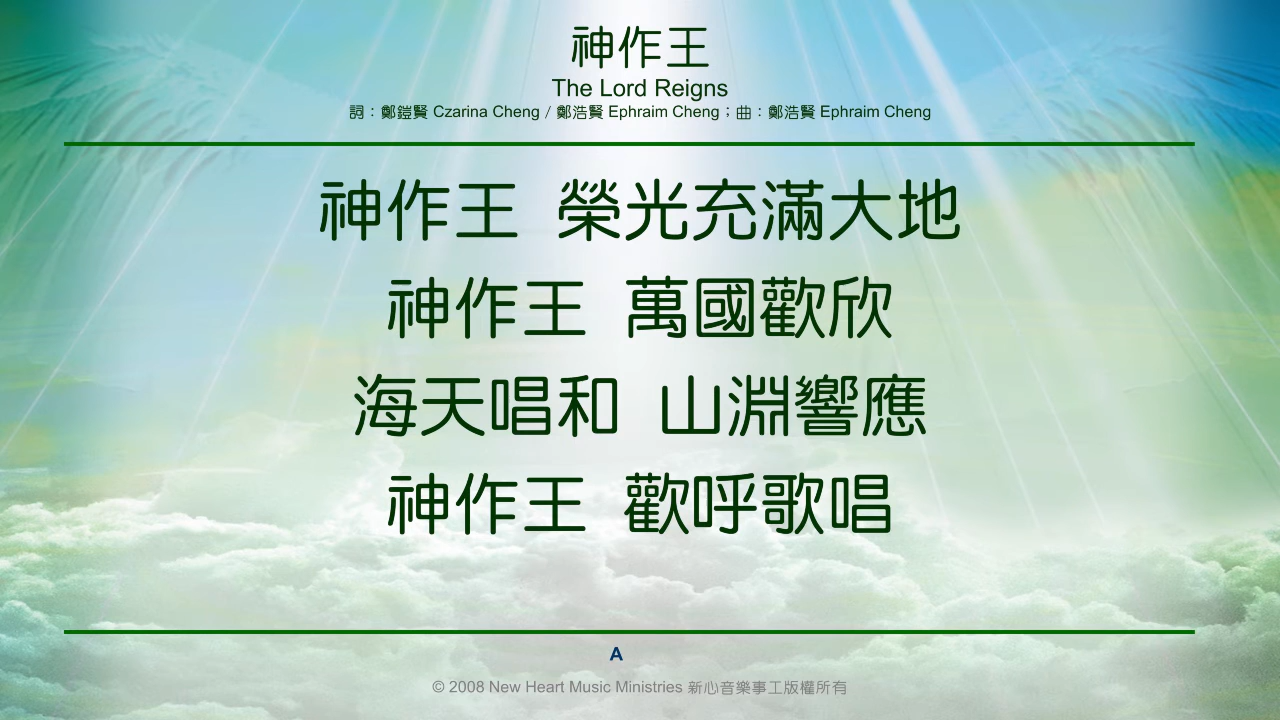 神作王
The Lord Reigns
詞：鄭鎧賢 Czarina Cheng / 鄭浩賢 Ephraim Cheng；曲：鄭浩賢 Ephraim Cheng
神作王 榮光充滿大地
神作王 萬國歡欣
海天唱和 山淵響應
神作王 歡呼歌唱
A
© 2008 New Heart Music Ministries 新心音樂事工版權所有